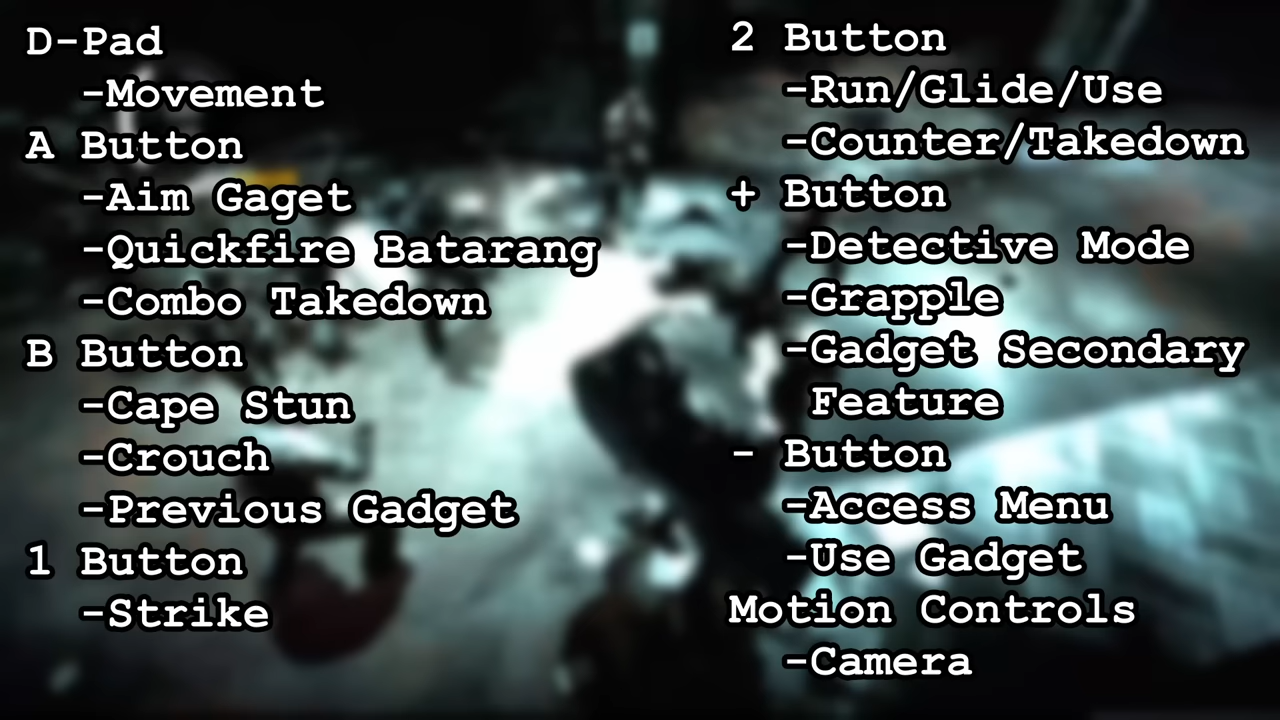 D-Pad
-Movement
A Button
-Aim Gaget
-Quickfire Batarang
-Combo Takedown
B Button
-Cape Stun
-Crouch
-Previous Gadget
1 Button
-Strike
2 Button
-Run/Glide/Use
-Counter/Takedown
+ Button
-Detective Mode
-Grapple
-Gadget Secondary
Feature
- Button
-Access Menu
-Use Gadget
Motion Controls
-Camera